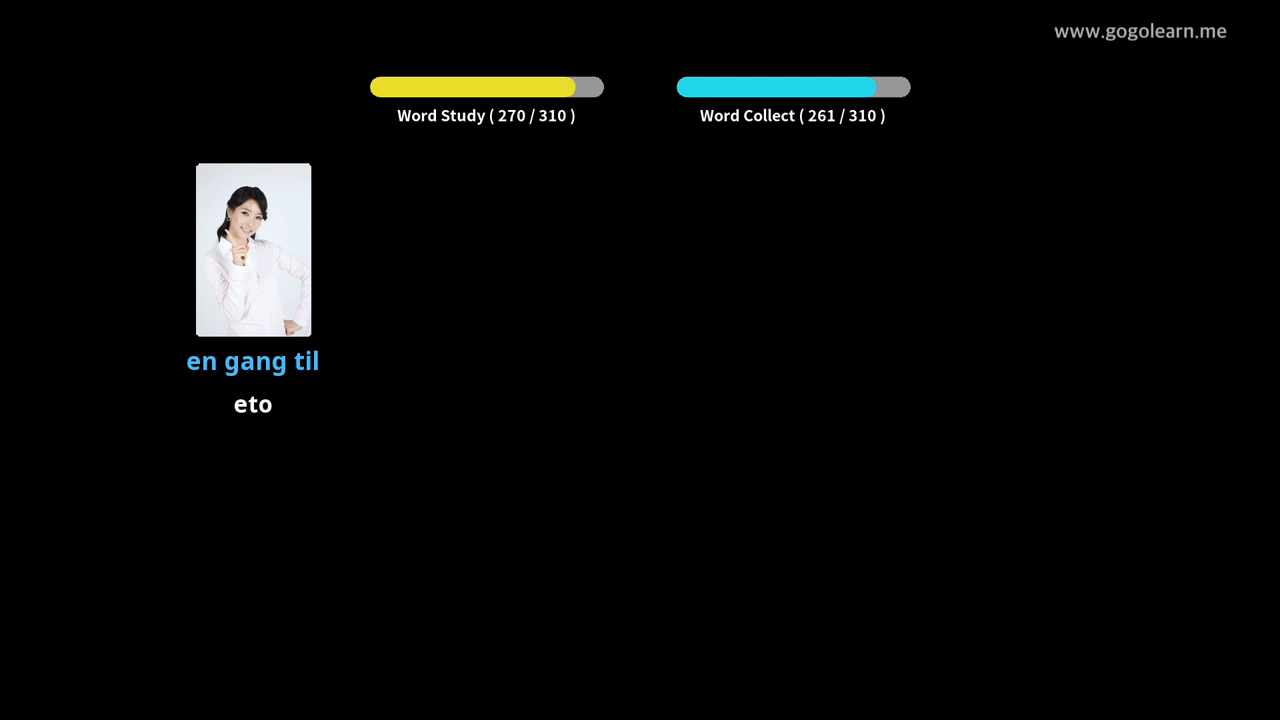 www.gogolearn.me
Word Study ( 270 / 310 )
Word Collect ( 261 / 310 )
en gang til
eto